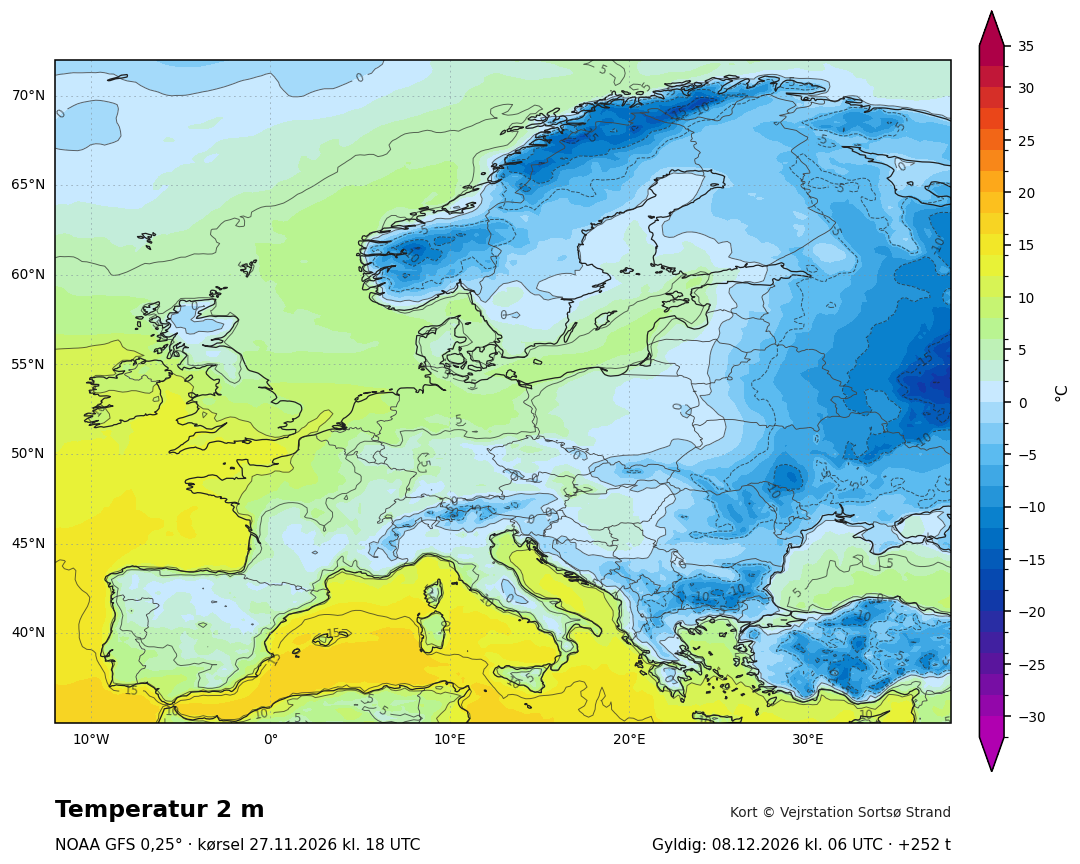 70°N
65°N
60°N
55°N
50°N
45°N
40°N
10°W
0°
10°E
20°E
30°E
35
30
25
20
15
10
5
0
−5
−10
−15
−20
−25
−30
°C
Temperatur 2 m
Kort © Vejrstation Sortsø Strand
NOAA GFS 0,25° · kørsel 27.11.2026 kl. 18 UTC
Gyldig: 08.12.2026 kl. 06 UTC · +252 t